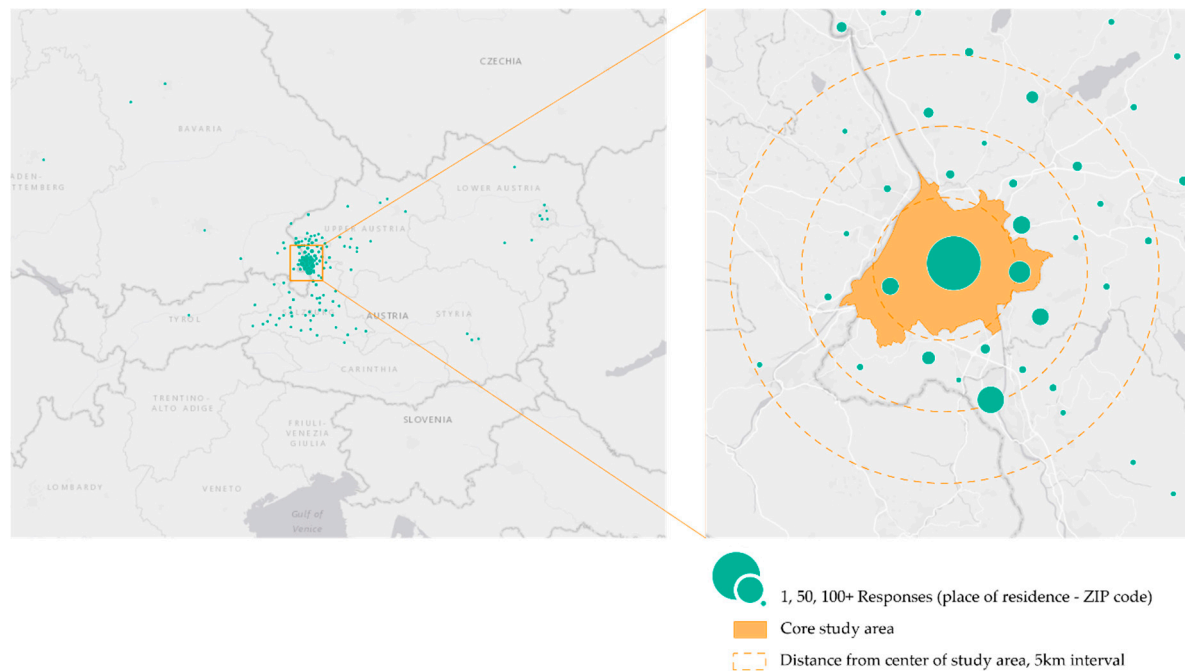 CZECHIA
BAVARIA
ADEN-
TTEMBERG
LOWER AUSTRIA
UPPER AUSTRIA
AUSTRIA
STYRIA
TYROL
CARINTHIA
TRENTINO-
ALTO ADIGE
SLOVENIA
FRIULI-
VENEZIA
GIULIA
LOMBARDY
VENETO
Gulf of
Venice
1, 50, 100+ Responses (place of residence - ZIP code)
Core study area
Distance from center of study area, 5km interval